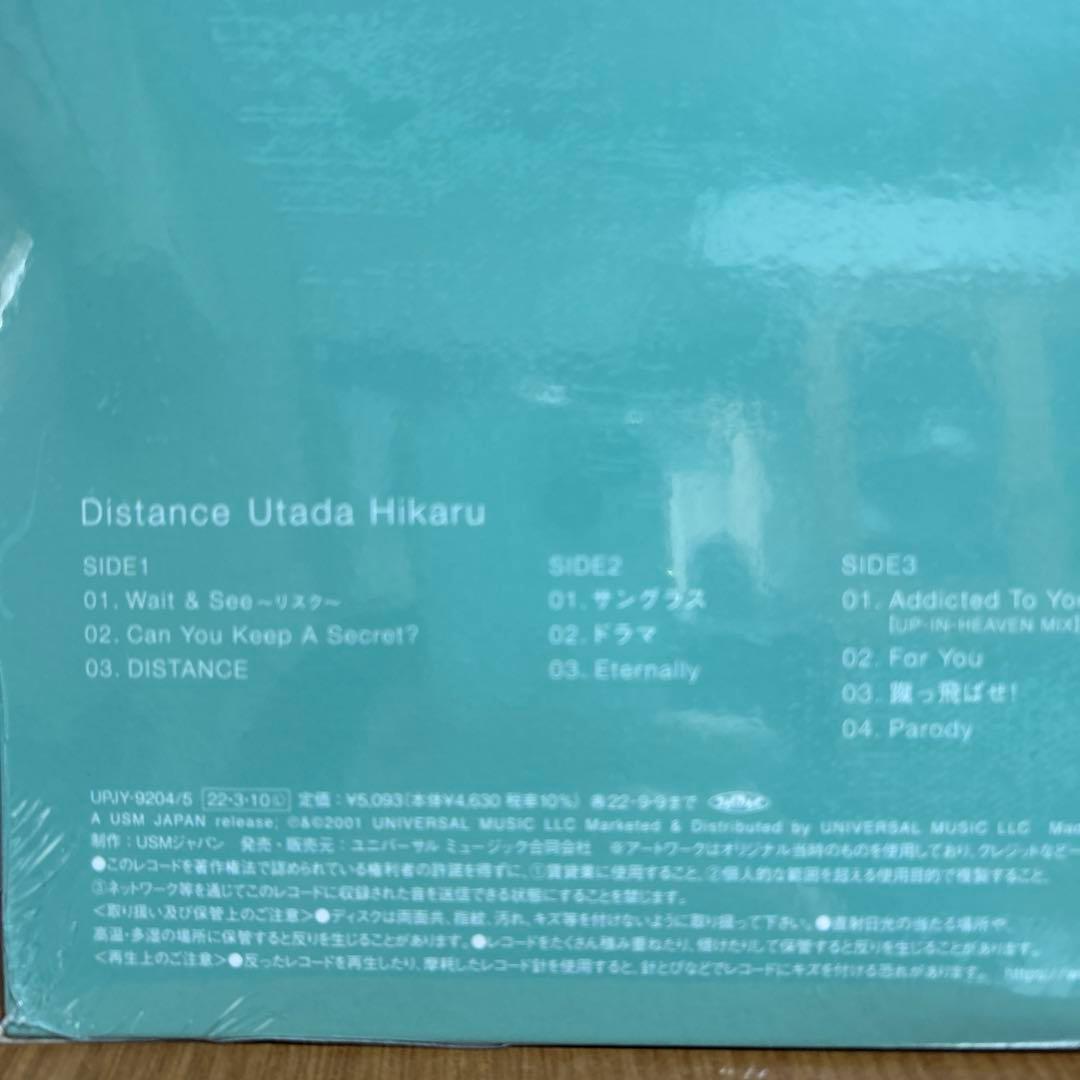 Distance Utada Hikaru
SIDE1
01. Wait & See ～リスク～
02. Can You Keep A Secret?
03. DISTANCE
SIDE2
01. サングラス
02. ドラマ
03. Eternally
SIDE3
01. Addicted To You
[UP-IN-HEAVEN MIX]
02. For You
03. 蹴っ飛ばせ!
04. Parody
UPJY-9204/5 22・3・10 定価：¥5,093(本体¥4,630 税率10%) 22・9・9まで
A USM JAPAN release; ℗&©2001 UNIVERSAL MUSIC LLC Marketed & Distributed by UNIVERSAL MUSIC LLC
制作：USMジャパン 発売・販売元：ユニバーサル ミュージック合同会社 ※アートワークはオリジナル当時のものを使用しており、クレジットなど
●このレコードを著作権法で認められている権利者の許諾を得ずに、①賃貸業に使用すること、②個人的な範囲を超える使用目的で複製すること、
③ネットワーク等を通じてこのレコードに収録された音を送信できる状態にすることを禁じます。
<取り扱い及び保管上のご注意>●ディスクは両面共、指紋、汚れ、キズ等を付けないように取り扱って下さい。●直射日光の当たる場所や、
高温・多湿の場所に保管すると反りを生じることがあります。●レコードをたくさん積み重ねたり、傾けたりして保管すると反りを生じることがあります。
<再生上のご注意>●反ったレコードを再生したり、摩耗したレコード針を使用すると、針とびなどでレコードにキズを付ける恐れがあります。